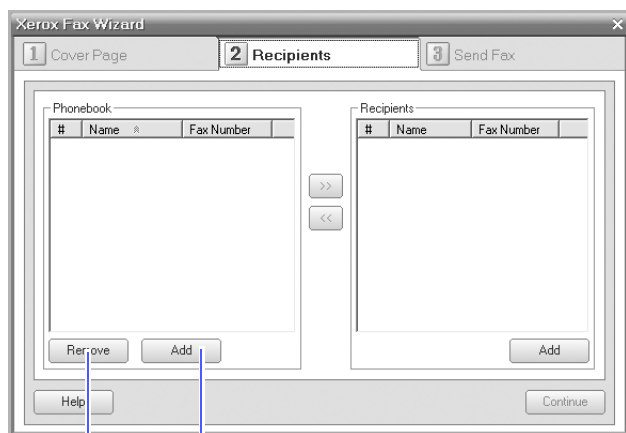 Xerox Fax Wizard
1 Cover Page 2 Recipients 3 Send Fax
Phonebook
# Name Fax Number
Remove Add
>>
<<
Recipients
# Name Fax Number
Add
Help Continue